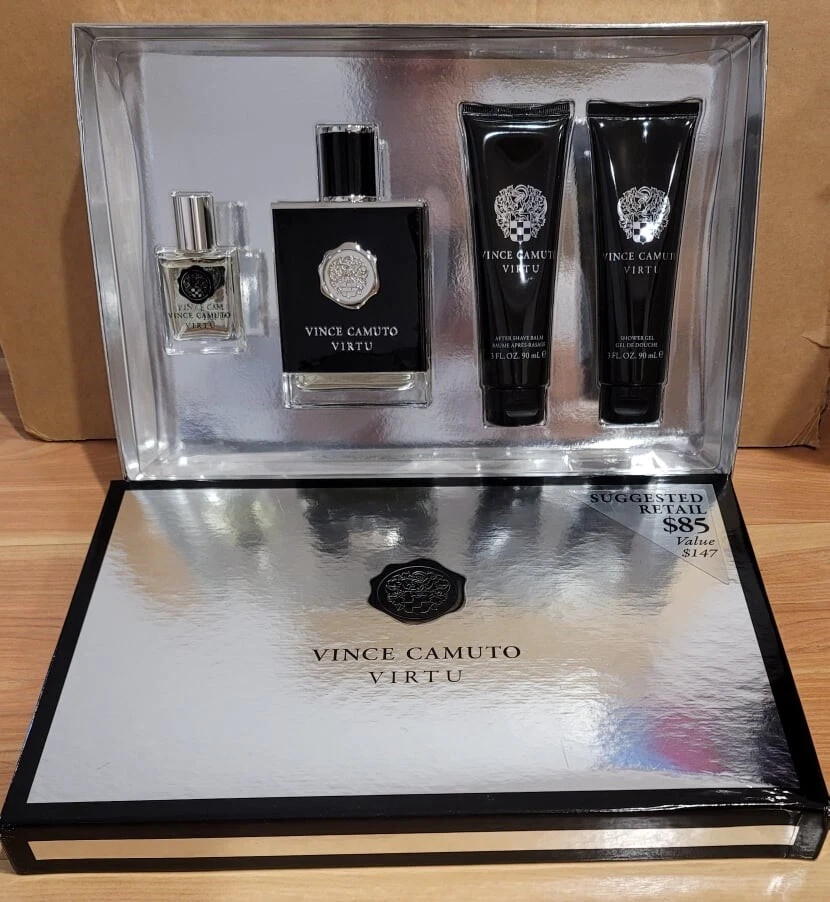 VINCE CAMUTO
VIRTU
VINCE CAMUTO
VIRTU
VINCE CAMUTO
VIRTU
AFTER SHAVE BALM
BAUME APRÈS-RASAGE
3 FL. OZ. 90 mL ℮
VINCE CAMUTO
VIRTU
SHOWER GEL
GEL DE DOUCHE
3 FL. OZ. 90 mL ℮
SUGGESTED
RETAIL
$85
Value
$147
VINCE CAMUTO
VIRTU